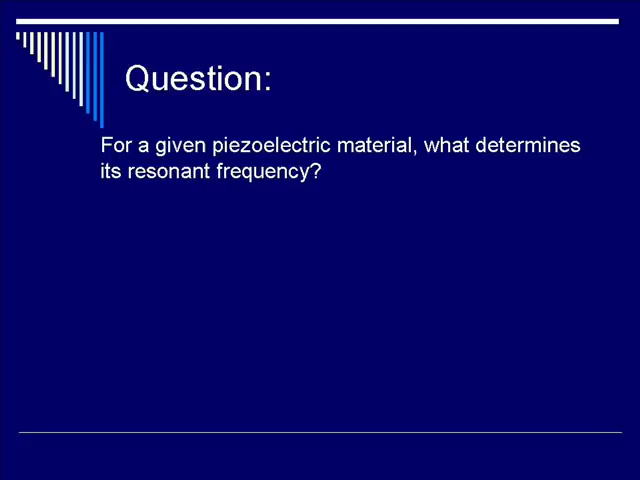 Question:
For a given piezoelectric material, what determines
its resonant frequency?